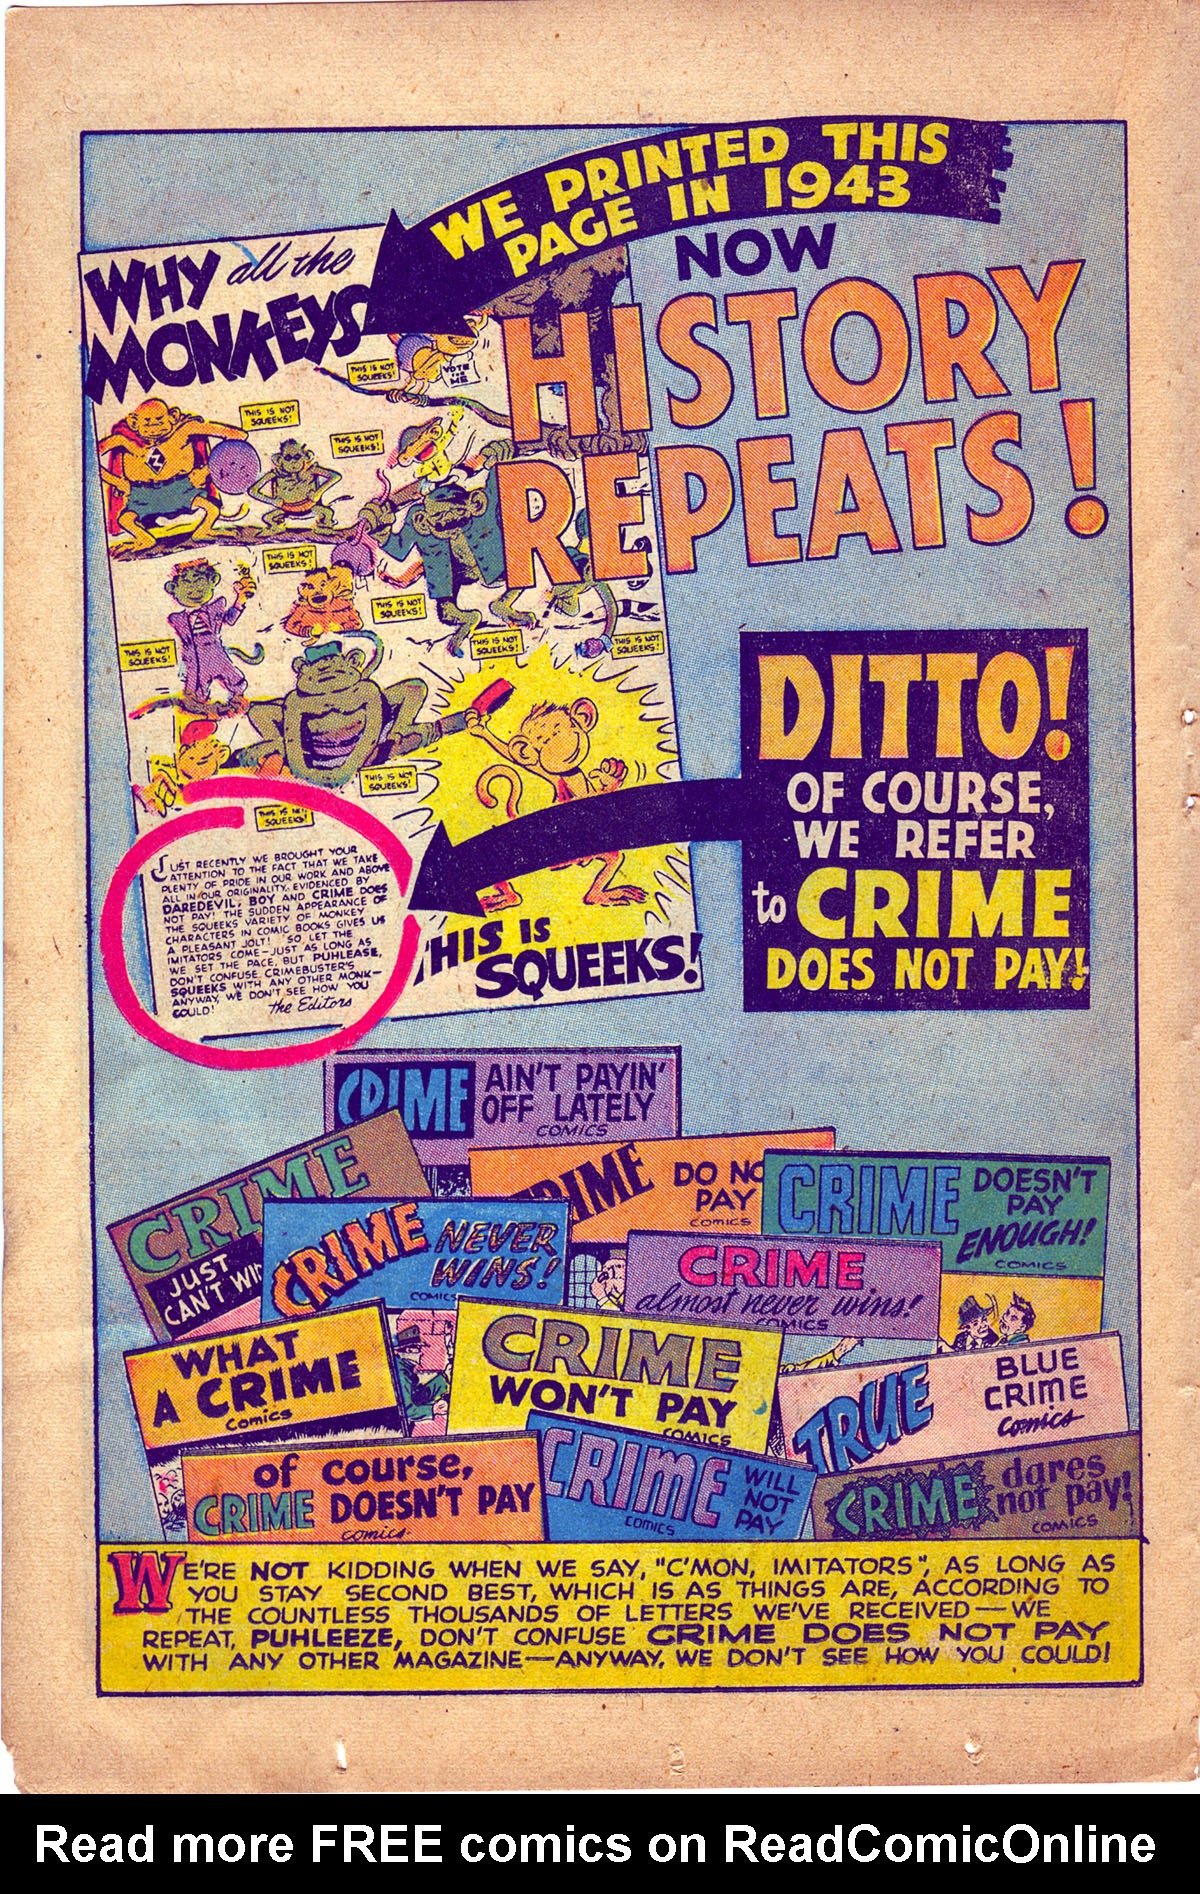 WE PRINTED THIS
PAGE IN 1943
WHY all the
MONKEYS
NOW
HISTORY
REPEATS!
THIS IS NOT
SQUEEKS!
VOTE
FOR
ME
THIS IS NOT
SQUEEKS!
THIS IS NOT
SQUEEKS!
THIS IS NOT
SQUEEKS!
THIS IS NOT
SQUEEKS!
THIS IS NOT
SQUEEKS!
THIS IS NOT
SQUEEKS!
THIS IS NOT
SQUEEKS!
THIS IS NOT
SQUEEKS!
THIS IS NOT
SQUEEKS!
JUST RECENTLY WE BROUGHT YOUR
ATTENTION TO THE FACT THAT WE TAKE
PLENTY OF PRIDE IN OUR WORK AND ABOVE
ALL IN OUR ORIGINALITY, EVIDENCED BY
DAREDEVIL, BOY AND CRIME DOES
NOT PAY! THE SUDDEN APPEARANCE OF
THE SQUEEKS VARIETY OF MONKEY
CHARACTERS IN COMIC BOOKS GIVES US
A PLEASANT JOLT! SO, LET THE
IMITATORS COME—JUST AS LONG AS
WE SET THE PACE, BUT PUHLEASE,
DON'T CONFUSE CRIMEBUSTER'S
SQUEEKS WITH ANY OTHER MONK-
ANYWAY, WE DON'T SEE HOW YOU
COULD! the Editors
THIS IS
SQUEEKS!
DITTO!
OF COURSE,
WE REFER
to CRIME
DOES NOT PAY!
CRIME AIN'T PAYIN'
OFF LATELY
COMICS
CRIME
JUST
CAN'T WIN
CRIME DO NO
PAY
COMICS
CRIME DOESN'T
PAY
ENOUGH!
COMICS
CRIME NEVER
WINS!
COMICS
CRIME
almost never wins!
COMICS
WHAT
A CRIME
Comics
CRIME
WON'T PAY
COMICS
TRUE BLUE
CRIME
Comics
of course,
CRIME DOESN'T PAY
comics
CRIME WILL
NOT
PAY
COMICS
CRIME dares
not pay!
COMICS
WE'RE NOT KIDDING WHEN WE SAY, "C'MON, IMITATORS", AS LONG AS
YOU STAY SECOND BEST, WHICH IS AS THINGS ARE, ACCORDING TO
THE COUNTLESS THOUSANDS OF LETTERS WE'VE RECEIVED—WE
REPEAT, PUHLEEZE, DON'T CONFUSE CRIME DOES NOT PAY
WITH ANY OTHER MAGAZINE—ANYWAY, WE DON'T SEE HOW YOU COULD!
Read more FREE comics on ReadComicOnline